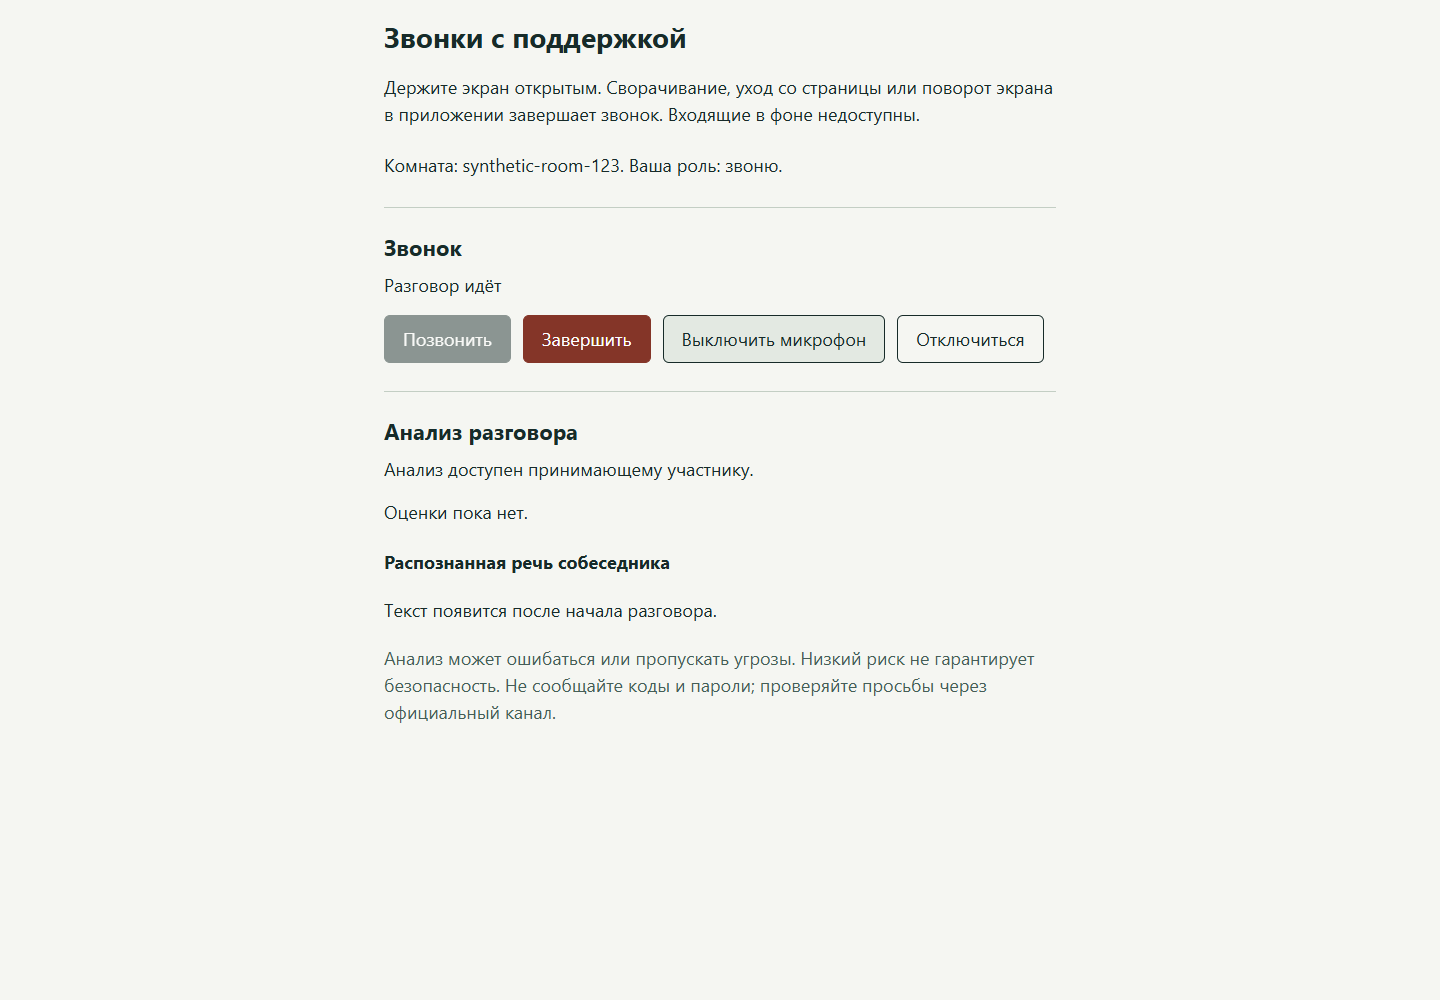 Звонки с поддержкой
Держите экран открытым. Сворачивание, уход со страницы или поворот экрана
в приложении завершает звонок. Входящие в фоне недоступны.
Комната: synthetic-room-123. Ваша роль: звоню.
Звонок
Разговор идёт
Позвонить Завершить Выключить микрофон Отключиться
Анализ разговора
Анализ доступен принимающему участнику.
Оценки пока нет.
Распознанная речь собеседника
Текст появится после начала разговора.
Анализ может ошибаться или пропускать угрозы. Низкий риск не гарантирует
безопасность. Не сообщайте коды и пароли; проверяйте просьбы через
официальный канал.